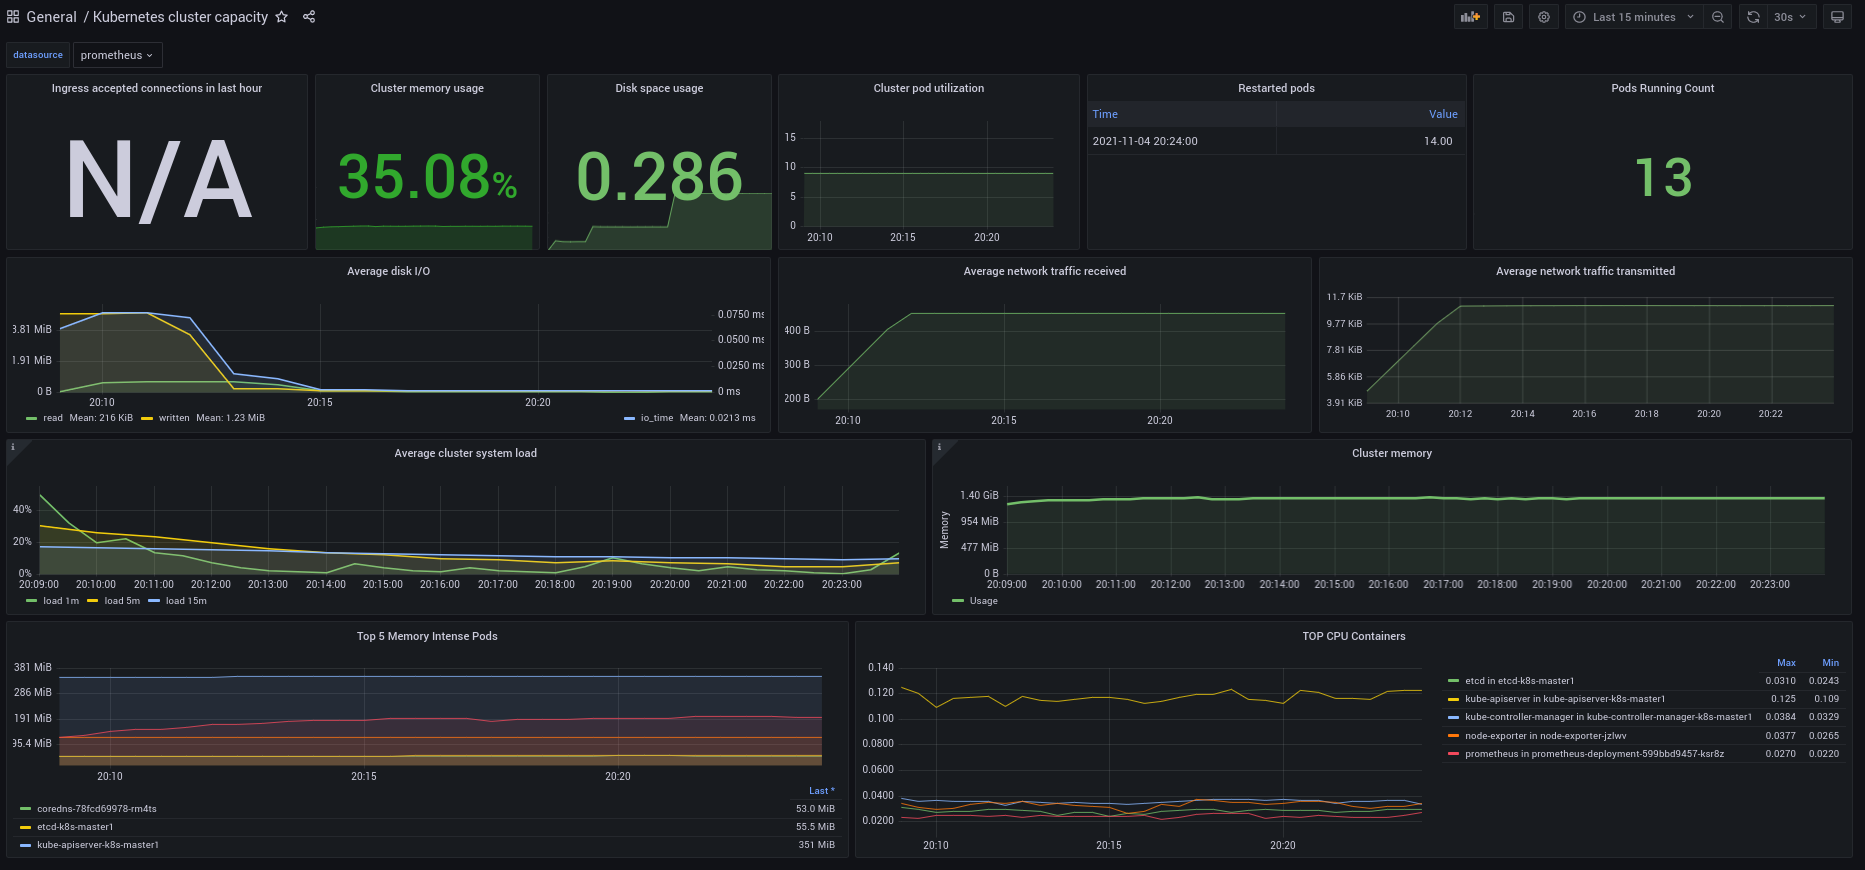 General / Kubernetes cluster capacity
Last 15 minutes
30s
datasource
prometheus
Ingress accepted connections in last hour
N/A
Cluster memory usage
35.08%
Disk space usage
0.286
Cluster pod utilization
15
10
5
0
20:10 20:15 20:20
Restarted pods
Time Value
2021-11-04 20:24:00 14.00
Pods Running Count
13
Average disk I/O
3.81 MiB
1.91 MiB
0 B
0.0750 ms
0.0500 ms
0.0250 ms
0 ms
20:10 20:15 20:20
read Mean: 216 KiB written Mean: 1.23 MiB io_time Mean: 0.0213 ms
Average network traffic received
400 B
300 B
200 B
20:10 20:15 20:20
Average network traffic transmitted
11.7 KiB
9.77 KiB
7.81 KiB
5.86 KiB
3.91 KiB
20:10 20:12 20:14 20:16 20:18 20:20 20:22
Average cluster system load
40%
20%
0%
20:09:00 20:10:00 20:11:00 20:12:00 20:13:00 20:14:00 20:15:00 20:16:00 20:17:00 20:18:00 20:19:00 20:20:00 20:21:00 20:22:00 20:23:00
load 1m load 5m load 15m
Cluster memory
Memory
1.40 GiB
954 MiB
477 MiB
0 B
20:09:00 20:10:00 20:11:00 20:12:00 20:13:00 20:14:00 20:15:00 20:16:00 20:17:00 20:18:00 20:19:00 20:20:00 20:21:00 20:22:00 20:23:00
Usage
Top 5 Memory Intense Pods
381 MiB
286 MiB
191 MiB
95.4 MiB
20:10 20:15 20:20
Last *
coredns-78fcd69978-rm4ts 53.0 MiB
etcd-k8s-master1 55.5 MiB
kube-apiserver-k8s-master1 351 MiB
TOP CPU Containers
0.140
0.120
0.100
0.0800
0.0600
0.0400
0.0200
20:10 20:15 20:20
Max Min
etcd in etcd-k8s-master1 0.0310 0.0243
kube-apiserver in kube-apiserver-k8s-master1 0.125 0.109
kube-controller-manager in kube-controller-manager-k8s-master1 0.0384 0.0329
node-exporter in node-exporter-jzlwv 0.0377 0.0265
prometheus in prometheus-deployment-599bbd9457-ksr8z 0.0270 0.0220